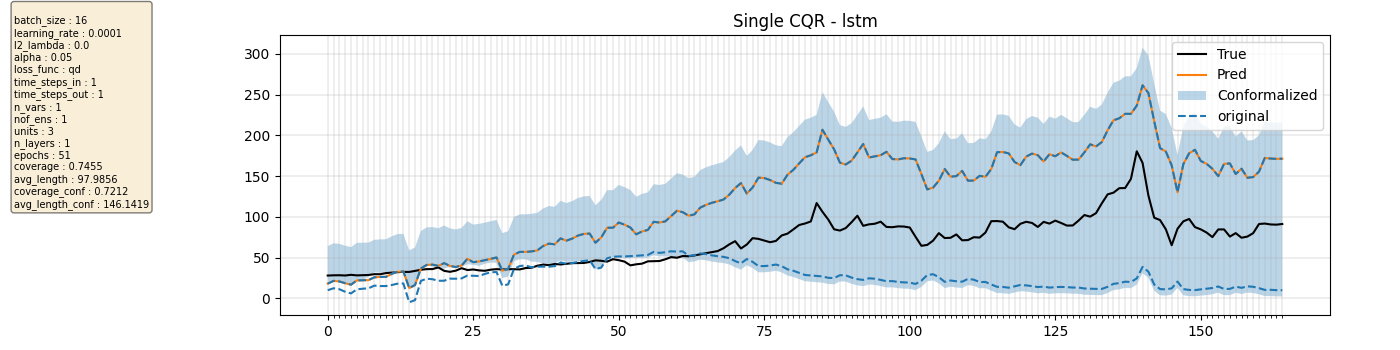 batch_size : 16
learning_rate : 0.0001
l2_lambda : 0.0
alpha : 0.05
loss_func : qd
time_steps_in : 1
time_steps_out : 1
n_vars : 1
nof_ens : 1
units : 3
n_layers : 1
epochs : 51
coverage : 0.7455
avg_length : 97.9856
coverage_conf : 0.7212
avg_length_conf : 146.1419
Single CQR - lstm
300
250
200
150
100
50
0
0 25 50 75 100 125 150
True
Pred
Conformalized
original